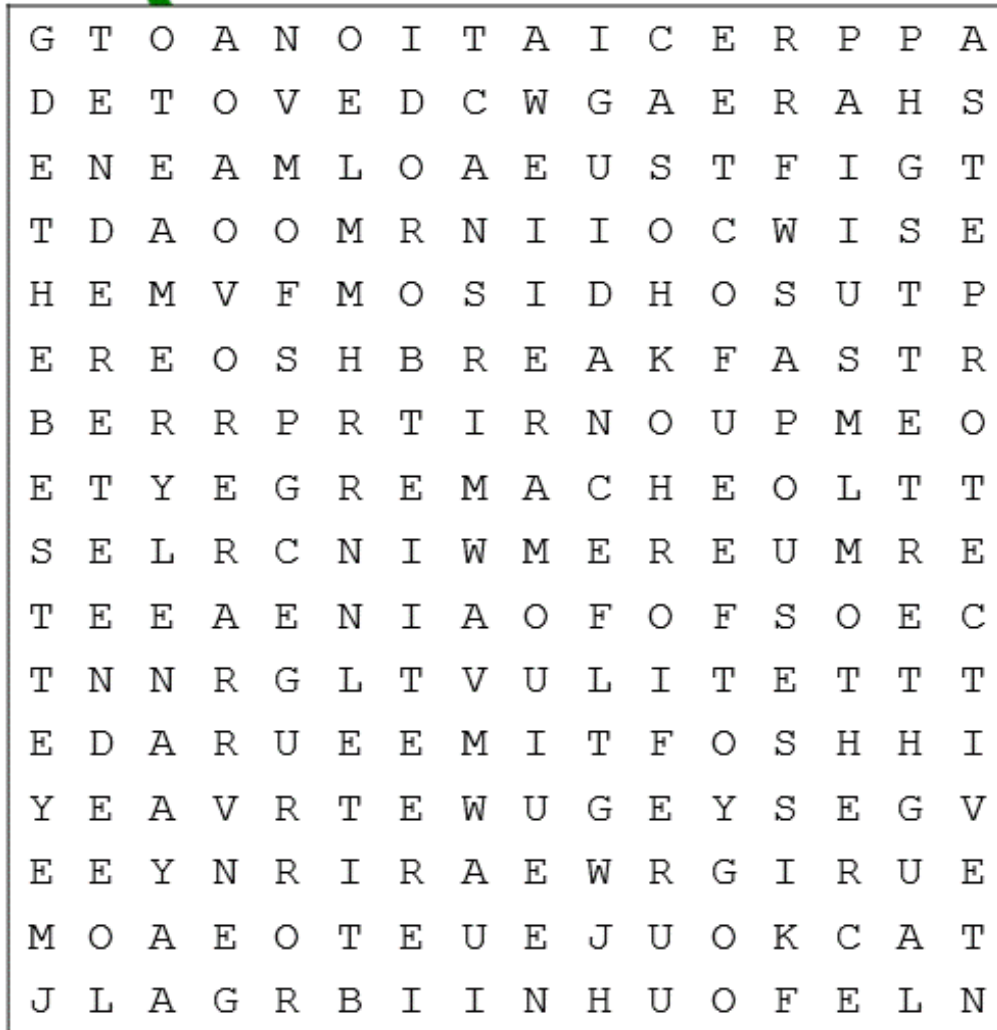 G T O A N O I T A I C E R P P A
D E T O V E D C W G A E R A H S
E N E A M L O A E U S T F I G T
T D A O O M R N I I O C W I S E
H E M V F M O S I D H O S U T P
E R E O S H B R E A K F A S T R
B E R R P R T I R N O U P M E O
E T Y E G R E M A C H E O L T T
S E L R C N I W M E R E U M R E
T E E A E N I A O F O F S O E C
T N N R G L T V U L I T E T T T
E D A R U E E M I T F O S H H I
Y E A V R T E W U G E Y S E G V
E E Y N R I R A E W R G I R U E
M O A E O T E U E J U O K C A T
J L A G R B I I N H U O F E L N